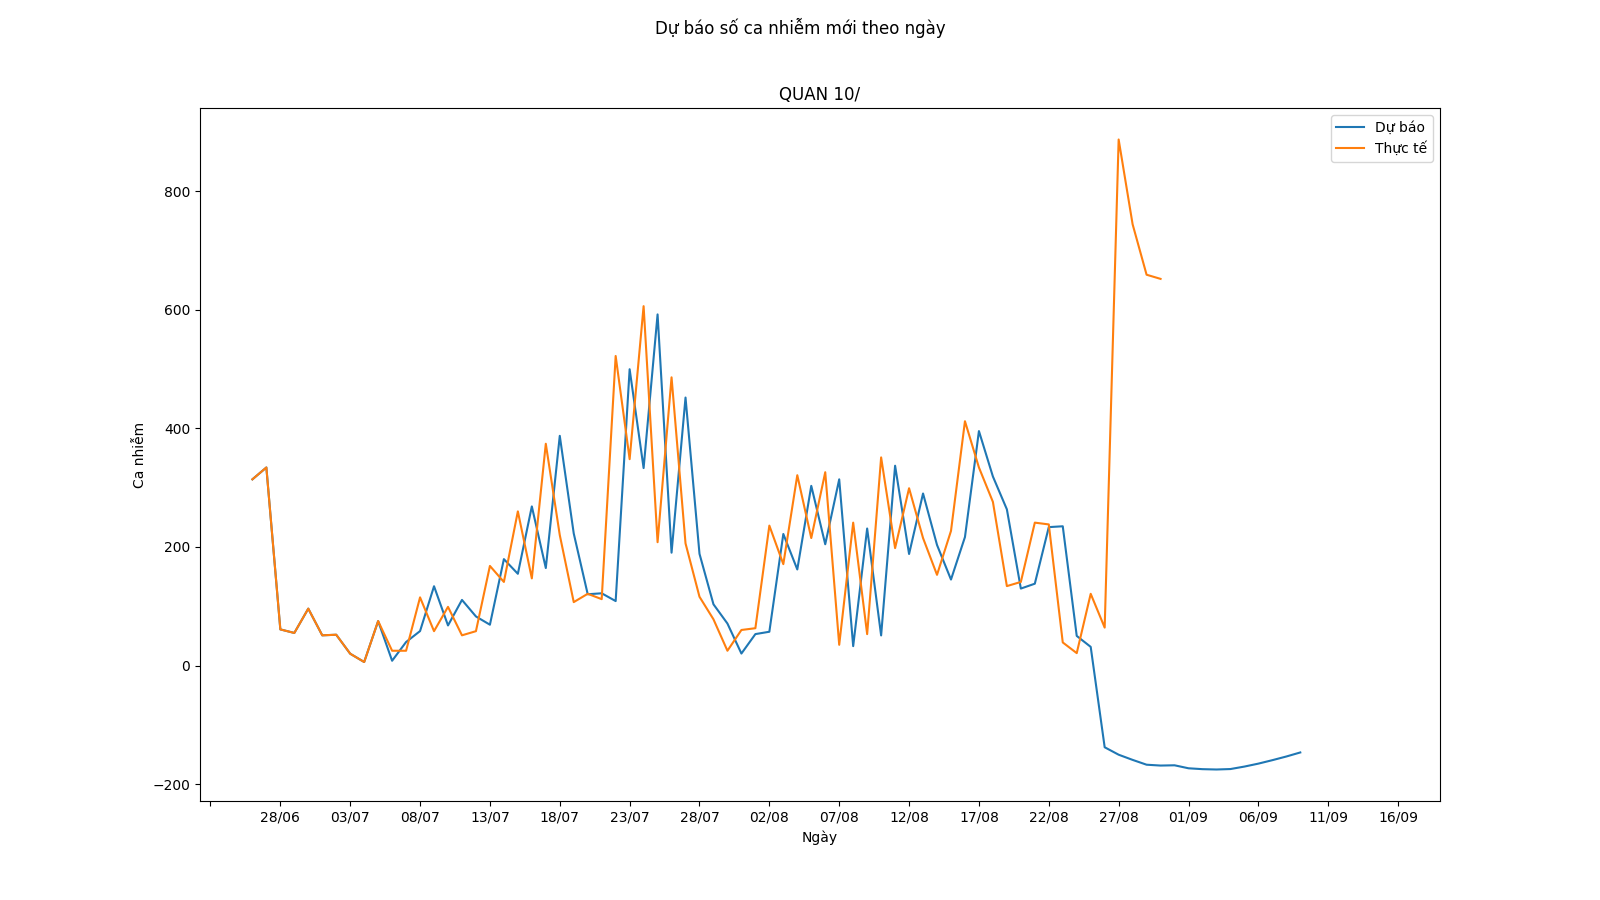 Dự báo số ca nhiễm mới theo ngày
QUAN 10/
Dự báo
Thực tế
800
600
400
200
0
−200
Ca nhiễm
28/06 03/07 08/07 13/07 18/07 23/07 28/07 02/08 07/08 12/08 17/08 22/08 27/08 01/09 06/09 11/09 16/09
Ngày